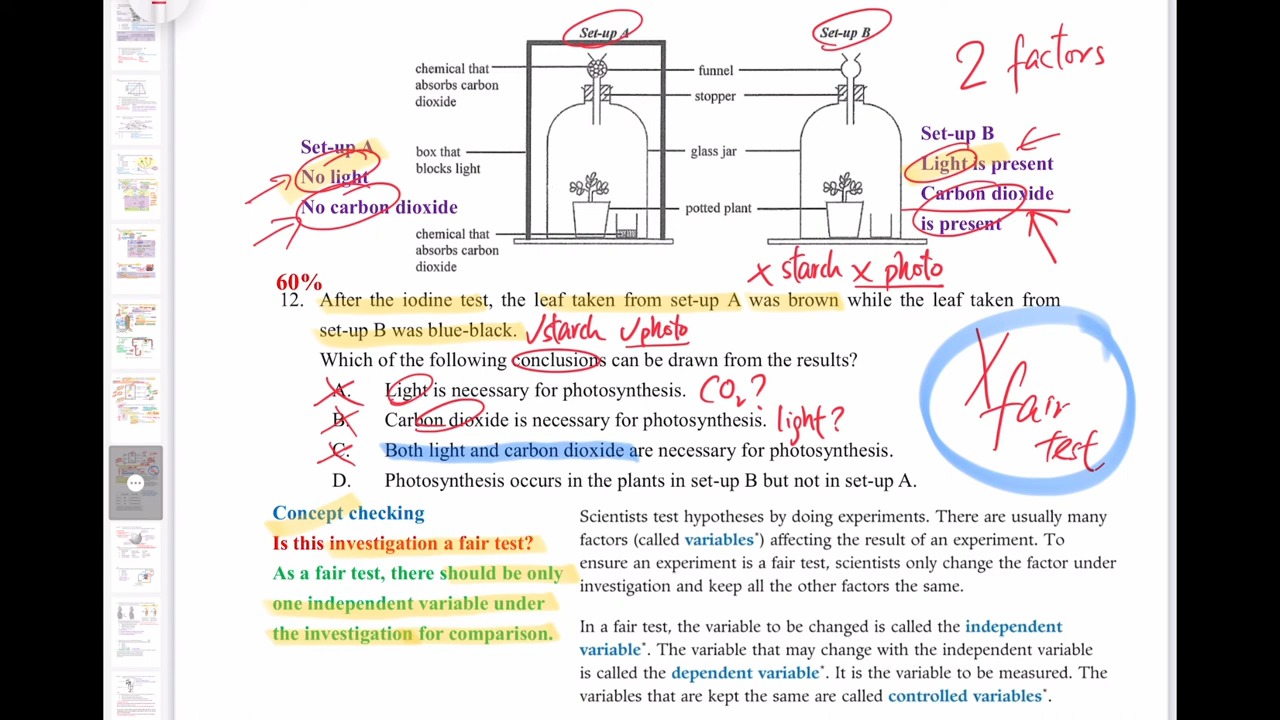 Set-up A
Set-up B
2 factors
chemical that
absorbs carbon
dioxide
funnel
stopper
Set-up A
No light
No carbon dioxide
box that
blocks light
glass jar
Set-up B
Light is present
Carbon dioxide
is present
potted plant
chemical that
absorbs carbon
dioxide
x starch x photo
60%
12. After the iodine test, the leaf taken from set-up A was brown while the leaf taken from
set-up B was blue-black. √starch √photo
Which of the following conclusions can be drawn from the results?
A. Light is necessary for photosynthesis. CO2?
B. Carbon dioxide is necessary for photosynthesis. light?
C. Both light and carbon dioxide are necessary for photosynthesis.
D. Photosynthesis occurs in the plants in set-up B but not in set-up A.
X fair
test
Concept checking
Is this investigation a fair test?
As a fair test, there should be only
one independent variable under
the investigation for comparison.
Scientists test hypotheses by doing experiments. There are usually many
factors (called variables*) affecting the result of an experiment. To
ensure an experiment is a fair test, scientists only change the factor under
investigation and keep all the other factors the same.
In a fair test, the variable to be changed is called the independent
variable*. The variable that may change with the independent variable
is called the dependent variable*. It is the variable to be measured. The
variables that are kept the same are called controlled variables*.